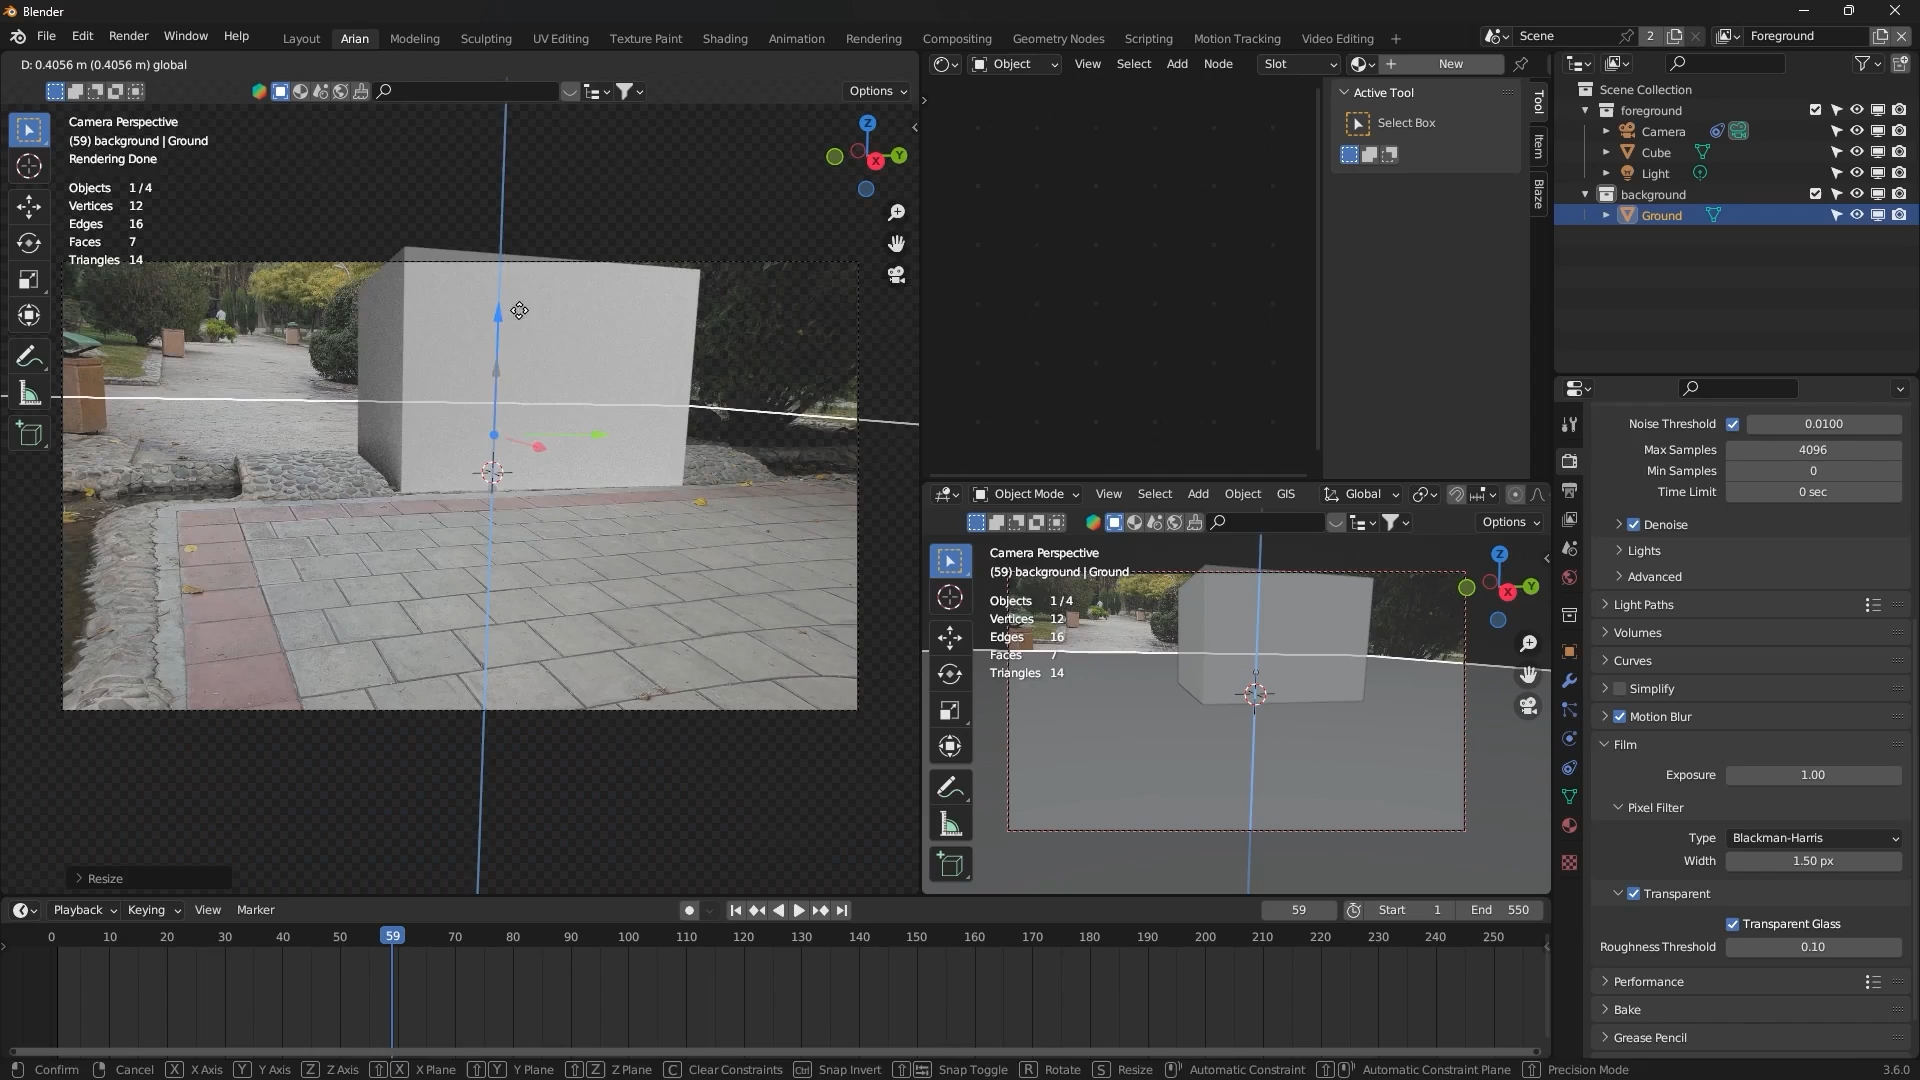 Blender
File Edit Render Window Help
Layout Arian Modeling Sculpting UV Editing Texture Paint Shading Animation Rendering Compositing Geometry Nodes Scripting Motion Tracking Video Editing +
Scene 2 Foreground
D: 0.4056 m (0.4056 m) global
Options
Camera Perspective
(59) background | Ground
Rendering Done
Objects 1/4
Vertices 12
Edges 16
Faces 7
Triangles 14
Z
Y
X
Resize
Object View Select Add Node Slot New
Active Tool
Select Box
Tool
Item
Blaze
Object Mode View Select Add Object GIS Global
Options
Camera Perspective
(59) background | Ground
Objects 1/4
Vertices 12
Edges 16
Faces 7
Triangles 14
Z
Y
X
Scene Collection
foreground
Camera
Cube
Light
background
Ground
Noise Threshold 0.0100
Max Samples 4096
Min Samples 0
Time Limit 0 sec
Denoise
Lights
Advanced
Light Paths
Volumes
Curves
Simplify
Motion Blur
Film
Exposure 1.00
Pixel Filter
Type Blackman-Harris
Width 1.50 px
Transparent
Transparent Glass
Roughness Threshold 0.10
Performance
Bake
Grease Pencil
Playback Keying View Marker 59 Start 1 End 550
0 10 20 30 40 50 59 70 80 90 100 110 120 130 140 150 160 170 180 190 200 210 220 230 240 250
Confirm Cancel X X Axis Y Y Axis Z Z Axis X X Plane Y Y Plane Z Z Plane C Clear Constraints Ctrl Snap Invert Snap Toggle R Rotate S Resize Automatic Constraint Automatic Constraint Plane Precision Mode 3.6.0